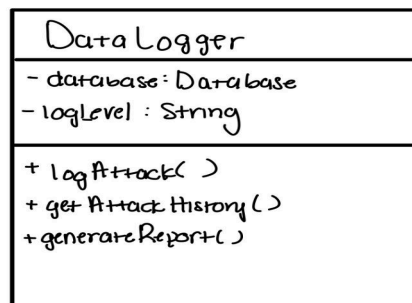 DataLogger
- database: Database
- logLevel : String
+ logAttack( )
+ getAttackHistory()
+ generateReport()